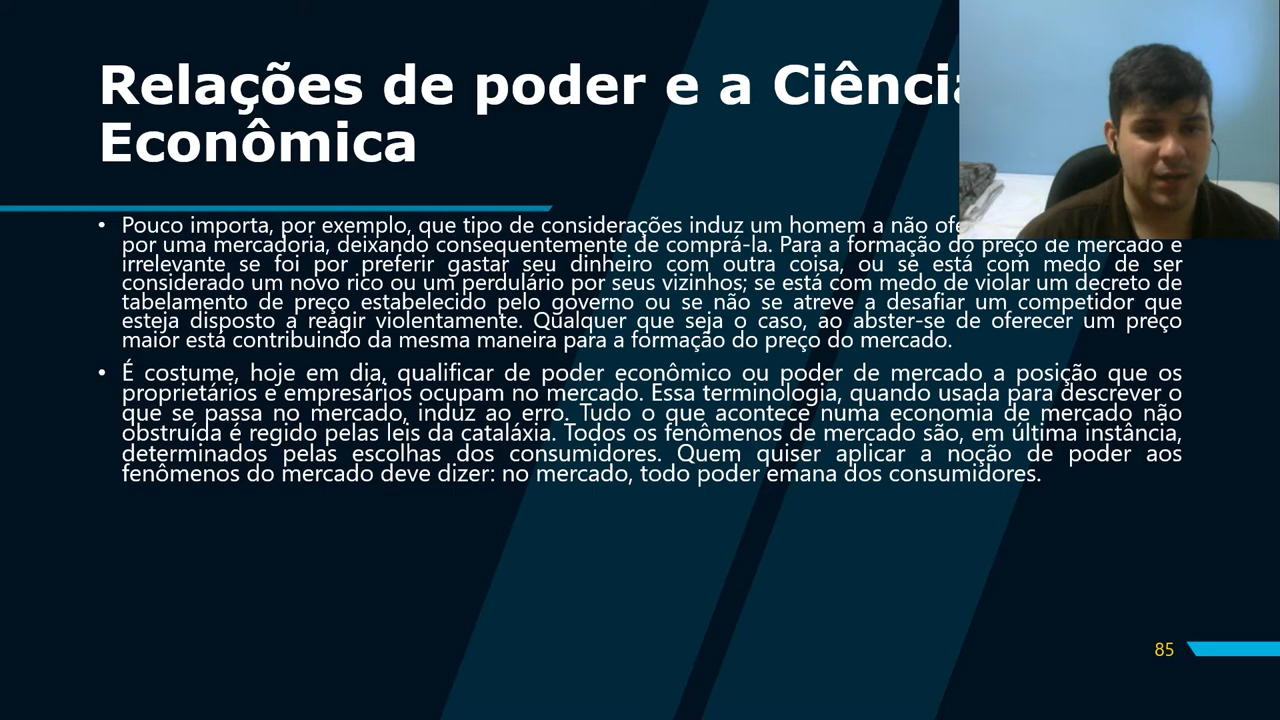 Relações de poder e a Ciência
Econômica
• Pouco importa, por exemplo, que tipo de considerações induz um homem a não
por uma mercadoria, deixando consequentemente de comprá-la. Para a formação do preço de mercado é
irrelevante se foi por preferir gastar seu dinheiro com outra coisa, ou se está com medo de ser
considerado um novo rico ou um perdulário por seus vizinhos; se está com medo de violar um decreto de
tabelamento de preço estabelecido pelo governo ou se não se atreve a desafiar um competidor que
esteja disposto a reagir violentamente. Qualquer que seja o caso, ao abster-se de oferecer um preço
maior está contribuindo da mesma maneira para a formação do preço do mercado.
• É costume, hoje em dia, qualificar de poder econômico ou poder de mercado a posição que os
proprietários e empresários ocupam no mercado. Essa terminologia, quando usada para descrever o
que se passa no mercado, induz ao erro. Tudo o que acontece numa economia de mercado não
obstruída é regido pelas leis da cataláxia. Todos os fenômenos de mercado são, em última instância,
determinados pelas escolhas dos consumidores. Quem quiser aplicar a noção de poder aos
fenômenos do mercado deve dizer: no mercado, todo poder emana dos consumidores.
85